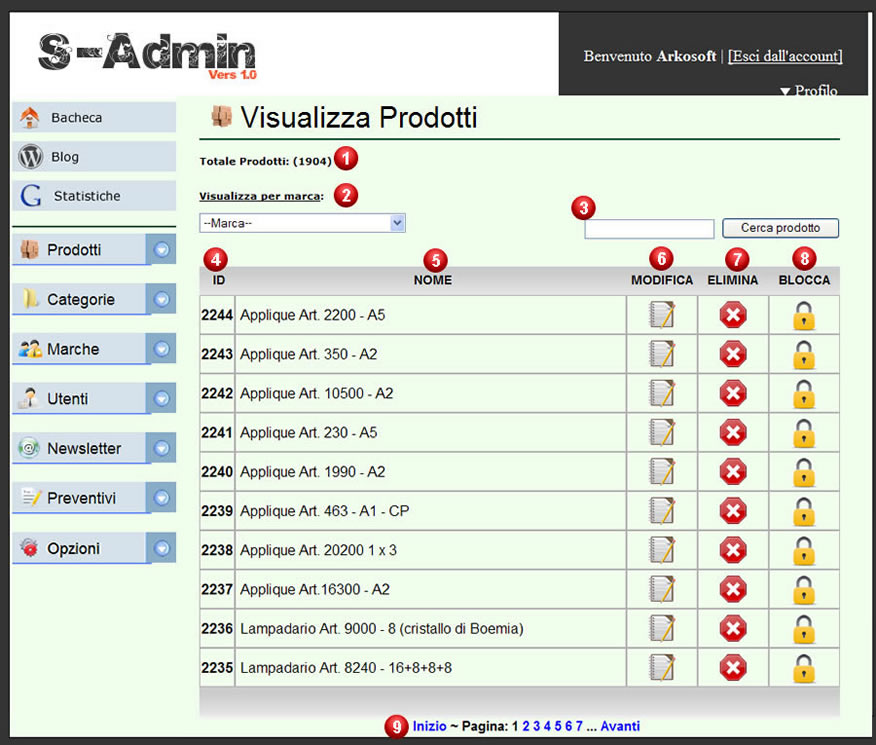 S-Admin
Vers 1.0
Benvenuto Arkosoft | [Esci dall'account]
▼ Profilo
Bacheca
Blog
Statistiche
Prodotti
Categorie
Marche
Utenti
Newsletter
Preventivi
Opzioni
Visualizza Prodotti
Totale Prodotti: (1904) 1
Visualizza per marca: 2
--Marca--
3
Cerca prodotto
4 5 6 7 8
ID NOME MODIFICA ELIMINA BLOCCA
2244 Applique Art. 2200 - A5
2243 Applique Art. 350 - A2
2242 Applique Art. 10500 - A2
2241 Applique Art. 230 - A5
2240 Applique Art. 1990 - A2
2239 Applique Art. 463 - A1 - CP
2238 Applique Art. 20200 1 x 3
2237 Applique Art.16300 - A2
2236 Lampadario Art. 9000 - 8 (cristallo di Boemia)
2235 Lampadario Art. 8240 - 16+8+8+8
9 Inizio ~ Pagina: 1 2 3 4 5 6 7 ... Avanti